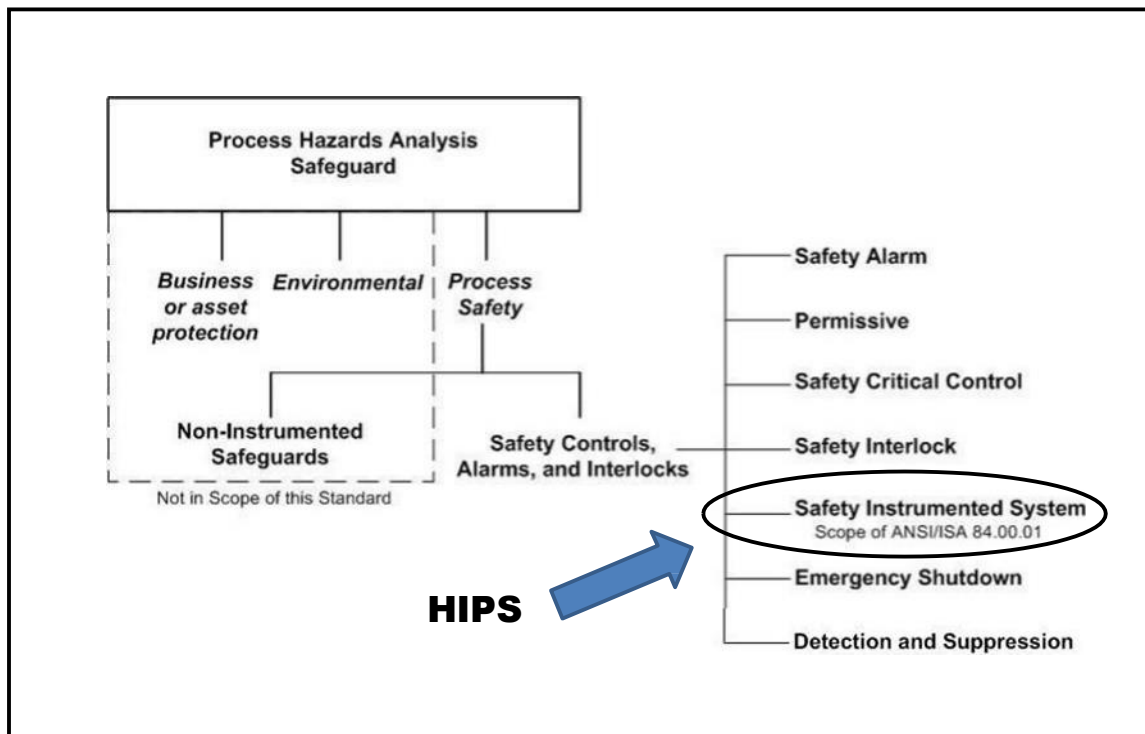 Process Hazards Analysis
Safeguard
Business
or asset
protection
Environmental
Process
Safety
Non-Instrumented
Safeguards
Not in Scope of this Standard
Safety Controls,
Alarms, and Interlocks
Safety Alarm
Permissive
Safety Critical Control
Safety Interlock
Safety Instrumented System
Scope of ANSI/ISA 84.00.01
Emergency Shutdown
Detection and Suppression
HIPS